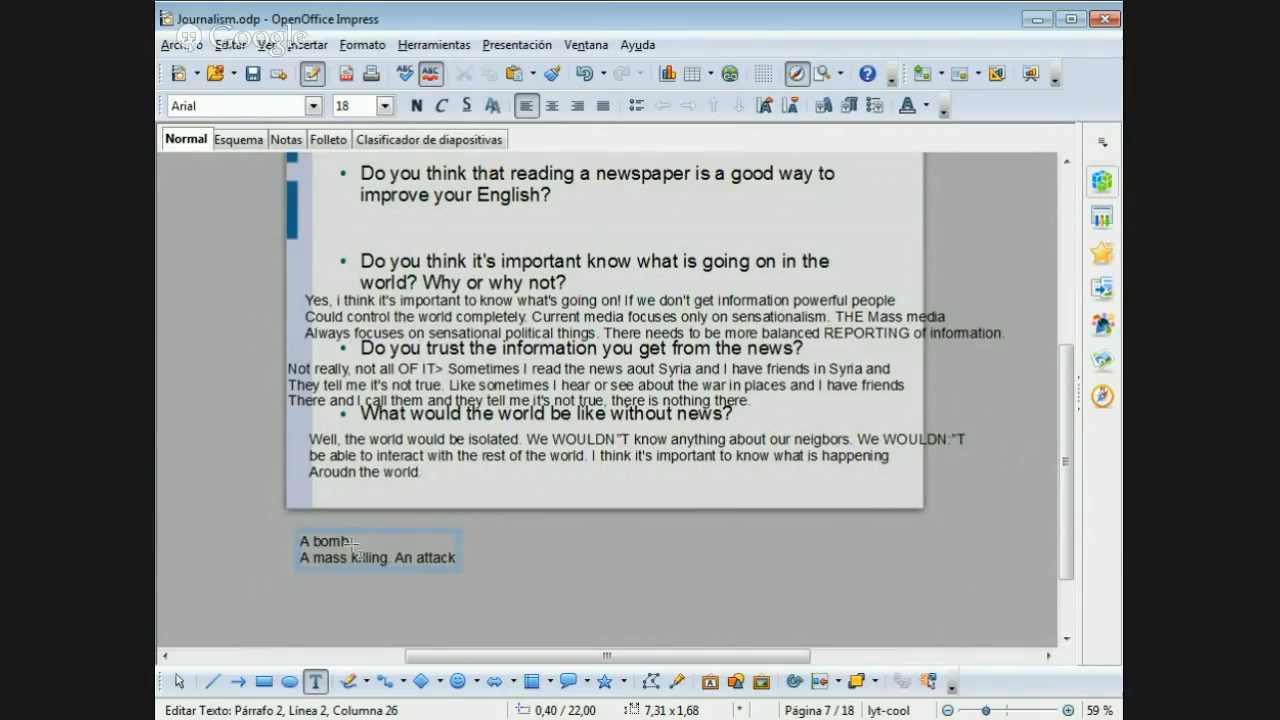 Journalism.odp - OpenOffice Impress
Google
Archivo Editar Ver Insertar Formato Herramientas Presentación Ventana Ayuda
Arial 18 N C S
Normal Esquema Notas Folleto Clasificador de diapositivas
• Do you think that reading a newspaper is a good way to
improve your English?
• Do you think it's important know what is going on in the
world? Why or why not?
Yes, i think it's important to know what's going on! If we don't get information powerful people
Could control the world completely. Current media focuses only on sensationalism. THE Mass media
Always focuses on sensational political things. There needs to be more balanced REPORTING of information.
• Do you trust the information you get from the news?
Not really, not all OF IT> Sometimes I read the news aout Syria and I have friends in Syria and
They tell me it's not true. Like sometimes I hear or see about the war in places and I have friends
There and I call them and they tell me it's not true, there is nothing there.
• What would the world be like without news?
Well, the world would be isolated. We WOULDN"T know anything about our neigbors. We WOULDN:"T
be able to interact with the rest of the world. I think it's important to know what is happening
Aroudn the world.
A bomb
A mass killing. An attack
Editar Texto: Párrafo 2, Línea 2, Columna 26 0,40 / 22,00 7,31 x 1,68 * Página 7 / 18 lyt-cool 59 %